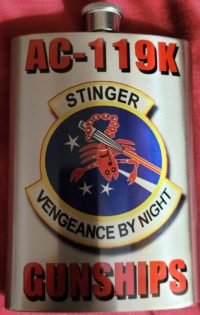 AC-119K
STINGER
VENGEANCE BY NIGHT
GUNSHIPS